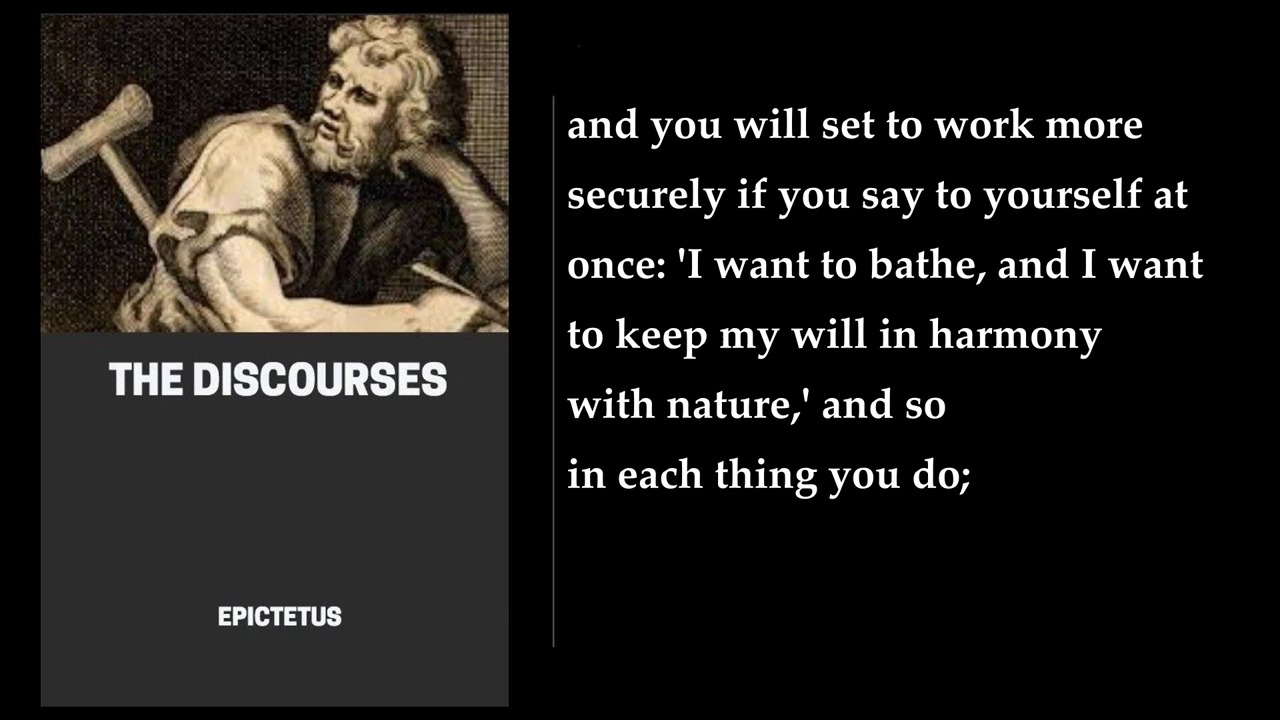 THE DISCOURSES
EPICTETUS
and you will set to work more
securely if you say to yourself at
once: 'I want to bathe, and I want
to keep my will in harmony
with nature,' and so
in each thing you do;